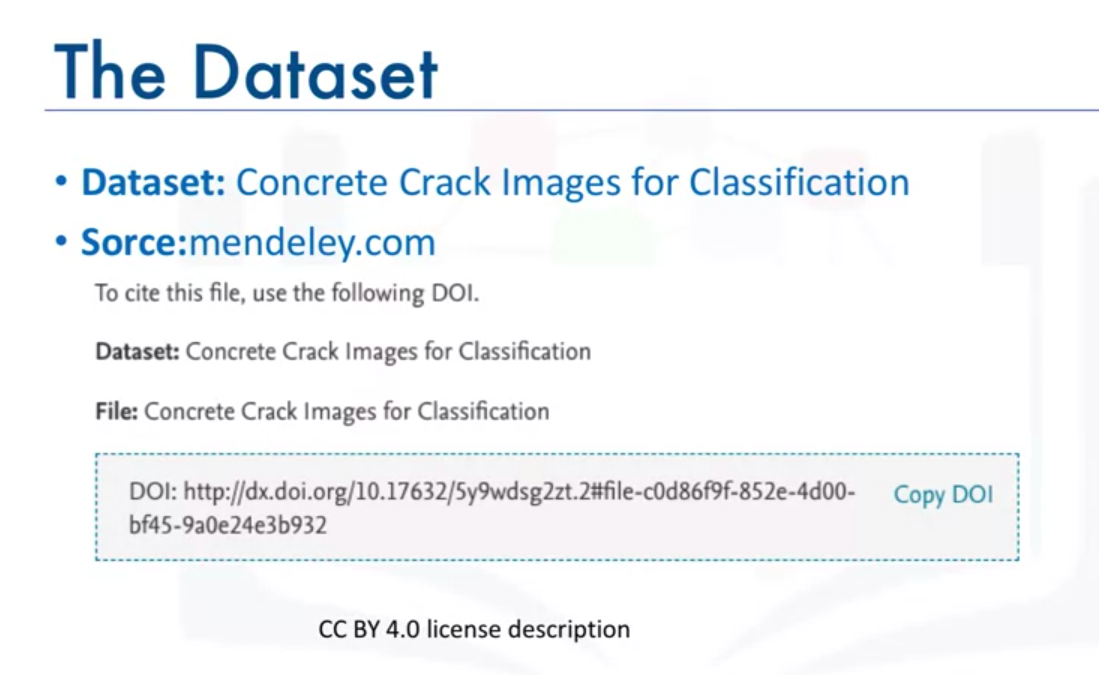 The Dataset
• Dataset: Concrete Crack Images for Classification
• Sorce:mendeley.com
To cite this file, use the following DOI.
Dataset: Concrete Crack Images for Classification
File: Concrete Crack Images for Classification
DOI: http://dx.doi.org/10.17632/5y9wdsg2zt.2#file-c0d86f9f-852e-4d00-
bf45-9a0e24e3b932
Copy DOI
CC BY 4.0 license description